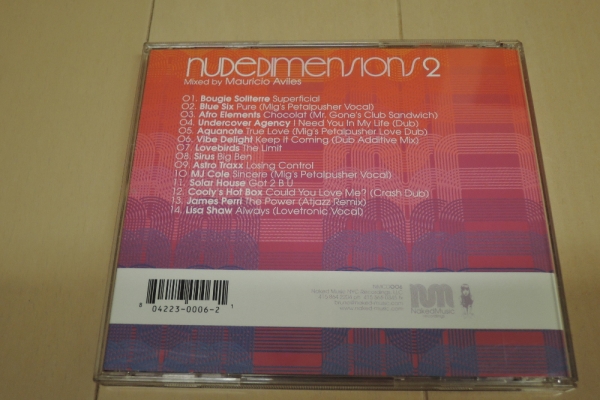 nuDeDimensions 2
Mixed by Mauricio Aviles
01. Bougie Soliterre Superficial
02. Blue Six Pure (Mig's Petalpusher Vocal)
03. Afro Elements Chocolat (Mr. Gone's Club Sandwich)
04. Undercover Agency I Need You In My Life (Dub)
05. Aquanote True Love (Mig's Petalpusher Love Dub)
06. Vibe Delight Keep It Coming (Dub Additive Mix)
07. Lovebirds The Limit
08. Sirus Big Ben
09. Astro Traxx Losing Control
10. MJ Cole Sincere (Mig's Petalpusher Vocal)
11. Solar House Got 2 B U
12. Cooly's Hot Box Could You Love Me? (Crash Dub)
13. James Perri The Power (Atjazz Remix)
14. Lisa Shaw Always (Lovetronic Vocal)
8 04223-0006-2 1
NakedMusic